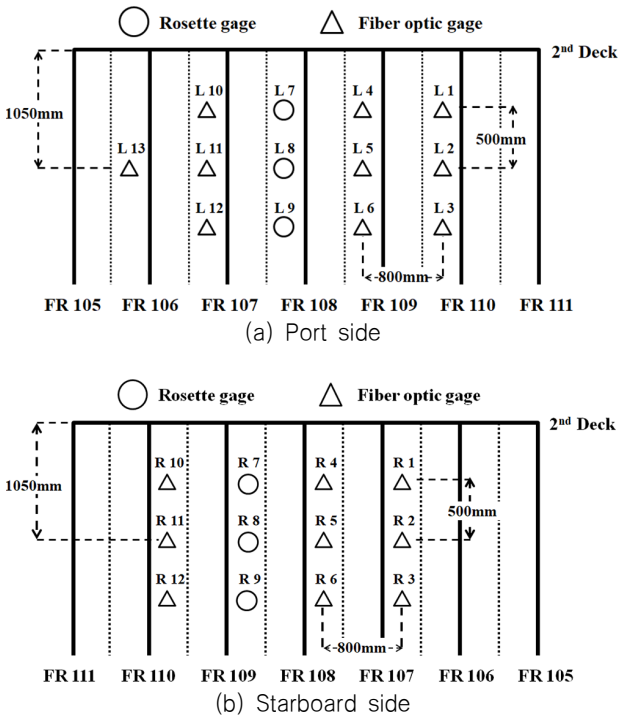 Rosette gage
Fiber optic gage
2nd Deck
L 10
L 7
L 4
L 1
1050mm
500mm
L 13
L 11
L 8
L 5
L 2
L 12
L 9
L 6
L 3
800mm
FR 105
FR 106
FR 107
FR 108
FR 109
FR 110
FR 111
(a) Port side
Rosette gage
Fiber optic gage
2nd Deck
R 10
R 7
R 4
R 1
1050mm
500mm
R 11
R 8
R 5
R 2
R 12
R 9
R 6
R 3
800mm
FR 111
FR 110
FR 109
FR 108
FR 107
FR 106
FR 105
(b) Starboard side